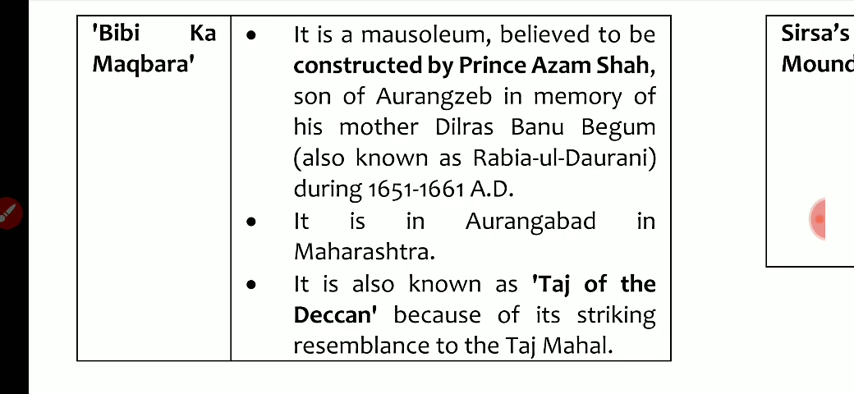 'Bibi Ka
Maqbara'
• It is a mausoleum, believed to be
constructed by Prince Azam Shah,
son of Aurangzeb in memory of
his mother Dilras Banu Begum
(also known as Rabia-ul-Daurani)
during 1651-1661 A.D.
• It is in Aurangabad in
Maharashtra.
• It is also known as 'Taj of the
Deccan' because of its striking
resemblance to the Taj Mahal.
Sirsa's
Mound